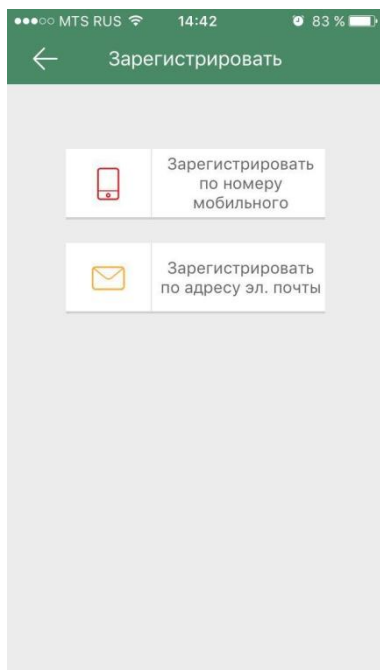 MTS RUS 14:42 83 %
Зарегистрировать
Зарегистрировать
по номеру
мобильного
Зарегистрировать
по адресу эл. почты